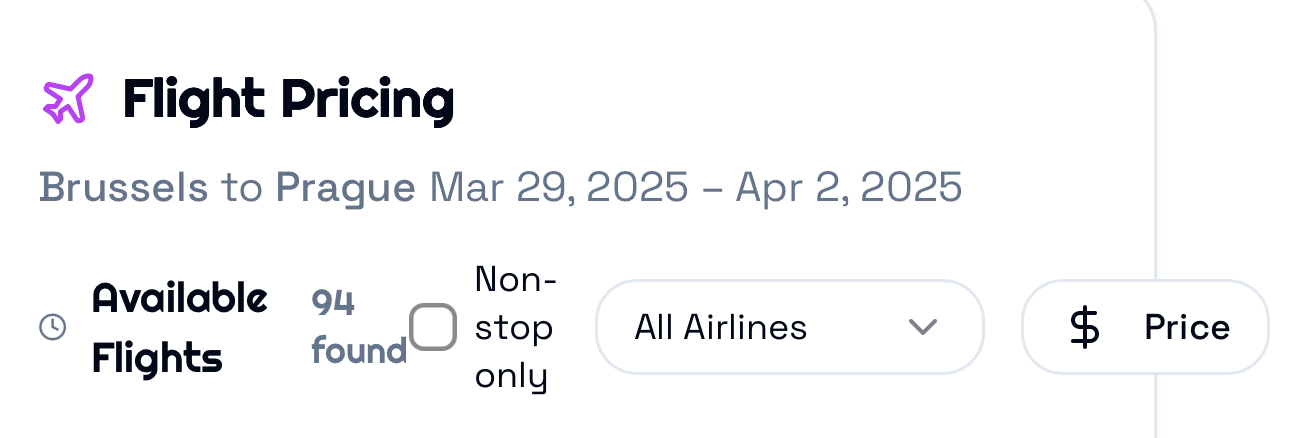 Flight Pricing
Brussels to Prague Mar 29, 2025 – Apr 2, 2025
Available
Flights
94
found
Non-
stop
only
All Airlines
$ Price